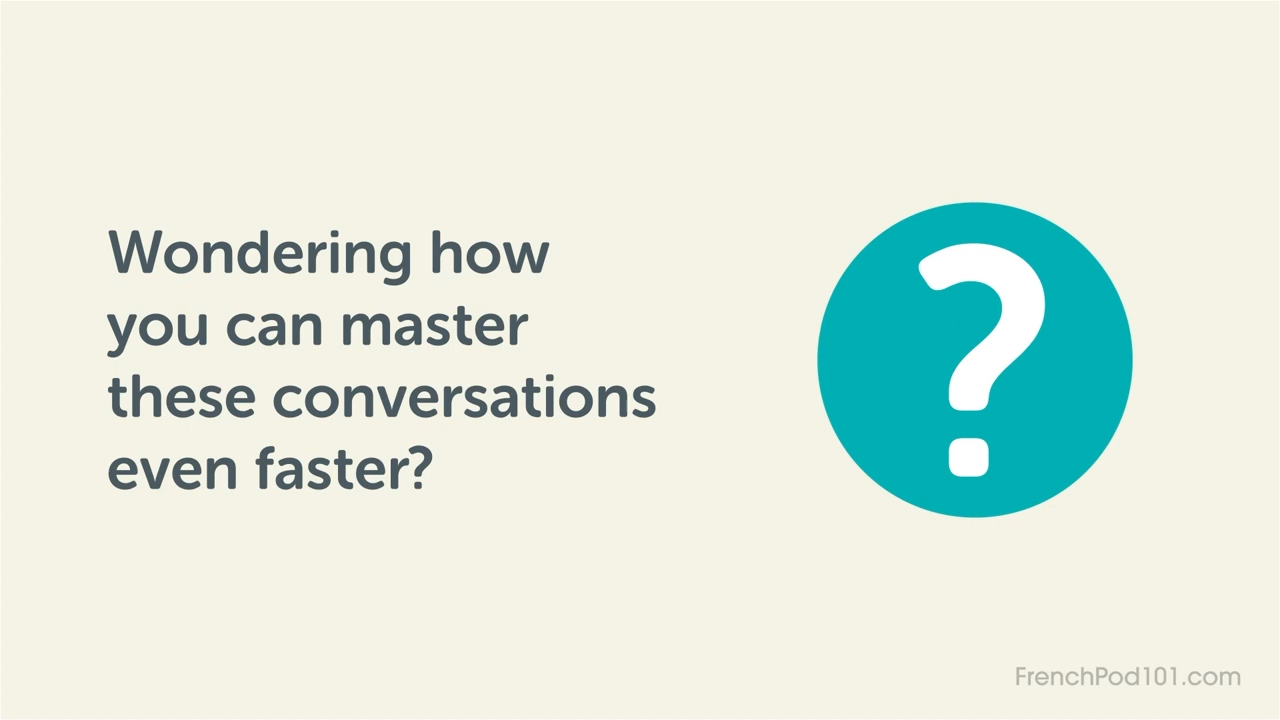 Wondering how
you can master
these conversations
even faster?
?
FrenchPod101.com